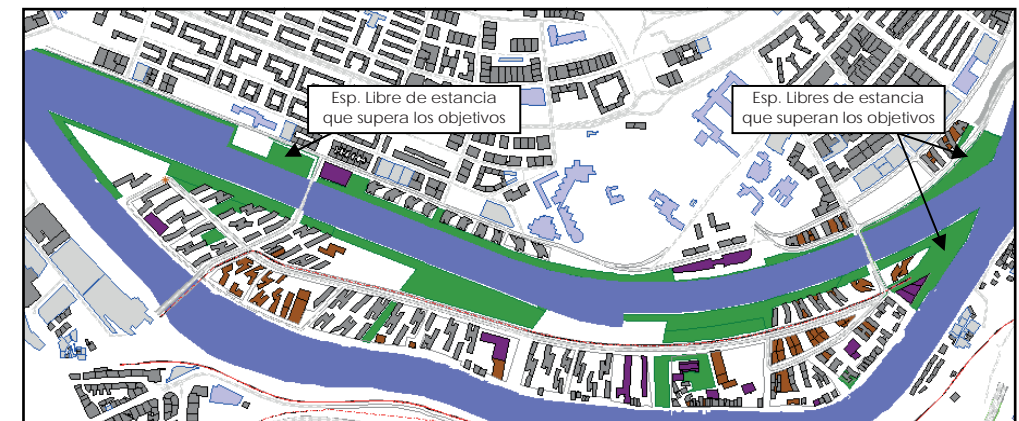 Esp. Libre de estancia
que supera los objetivos
Esp. Libres de estancia
que superan los objetivos